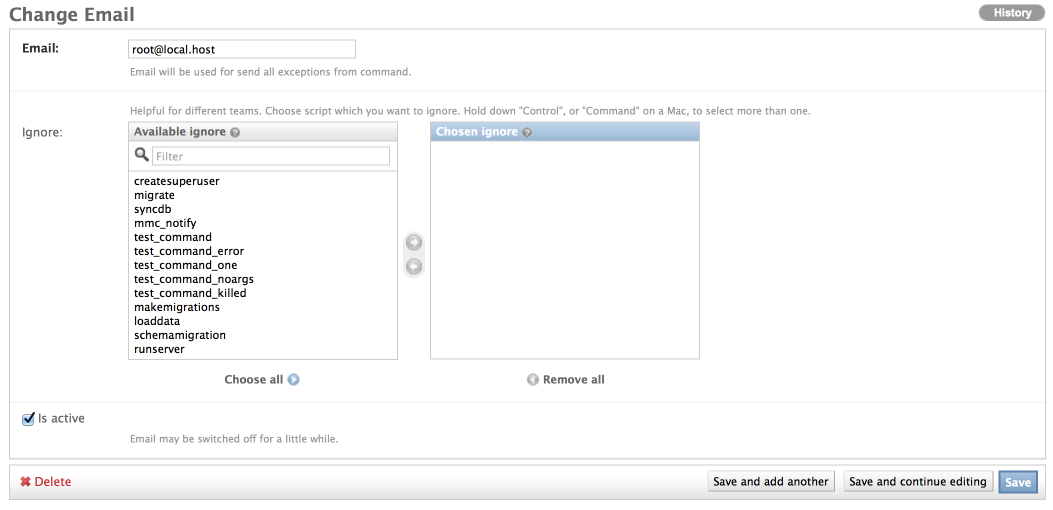 Change Email
History
Email:
root@local.host
Email will be used for send all exceptions from command.
Helpful for different teams. Choose script which you want to ignore. Hold down "Control", or "Command" on a Mac, to select more than one.
Ignore:
Available ignore ?
Chosen ignore ?
Filter
createsuperuser
migrate
syncdb
mmc_notify
test_command
test_command_error
test_command_one
test_command_noargs
test_command_killed
makemigrations
loaddata
schemamigration
runserver
Choose all
Remove all
Is active
Email may be switched off for a little while.
Delete
Save and add another
Save and continue editing
Save